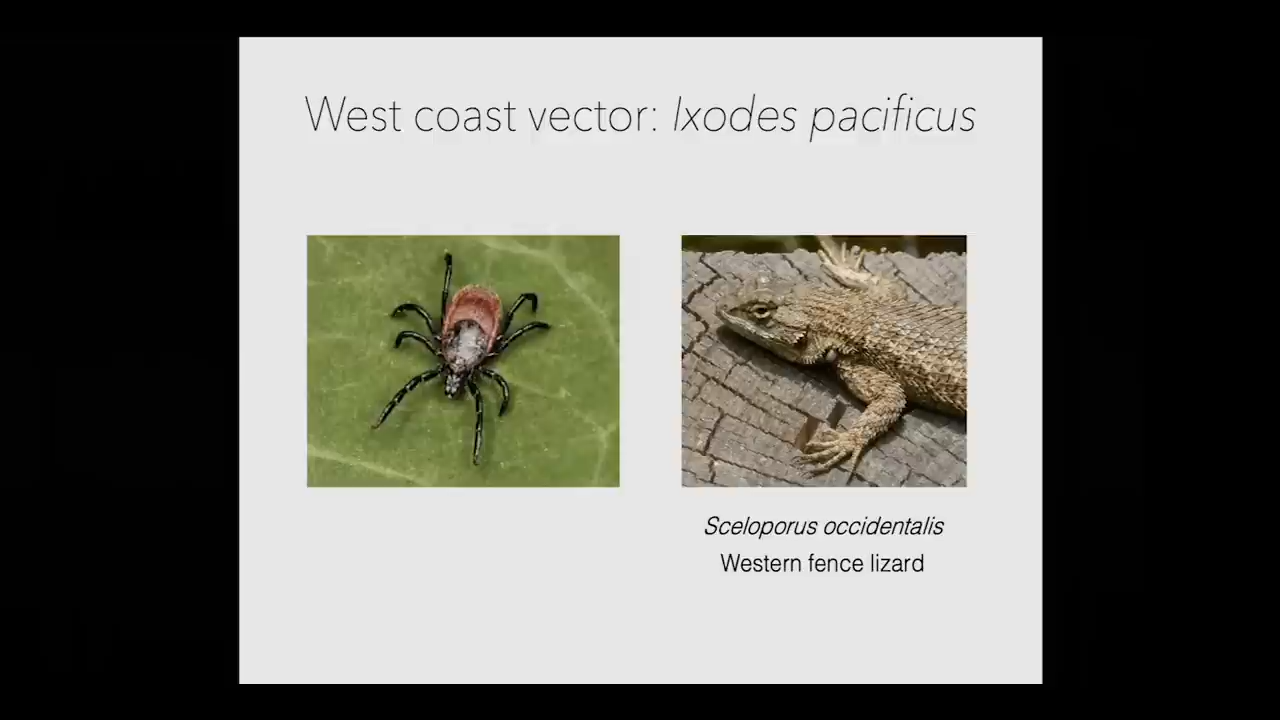 West coast vector: Ixodes pacificus
Sceloporus occidentalis
Western fence lizard